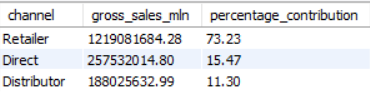 channel gross_sales_mln percentage_contribution
Retailer 1219081684.28 73.23
Direct 257532014.80 15.47
Distributor 188025632.99 11.30